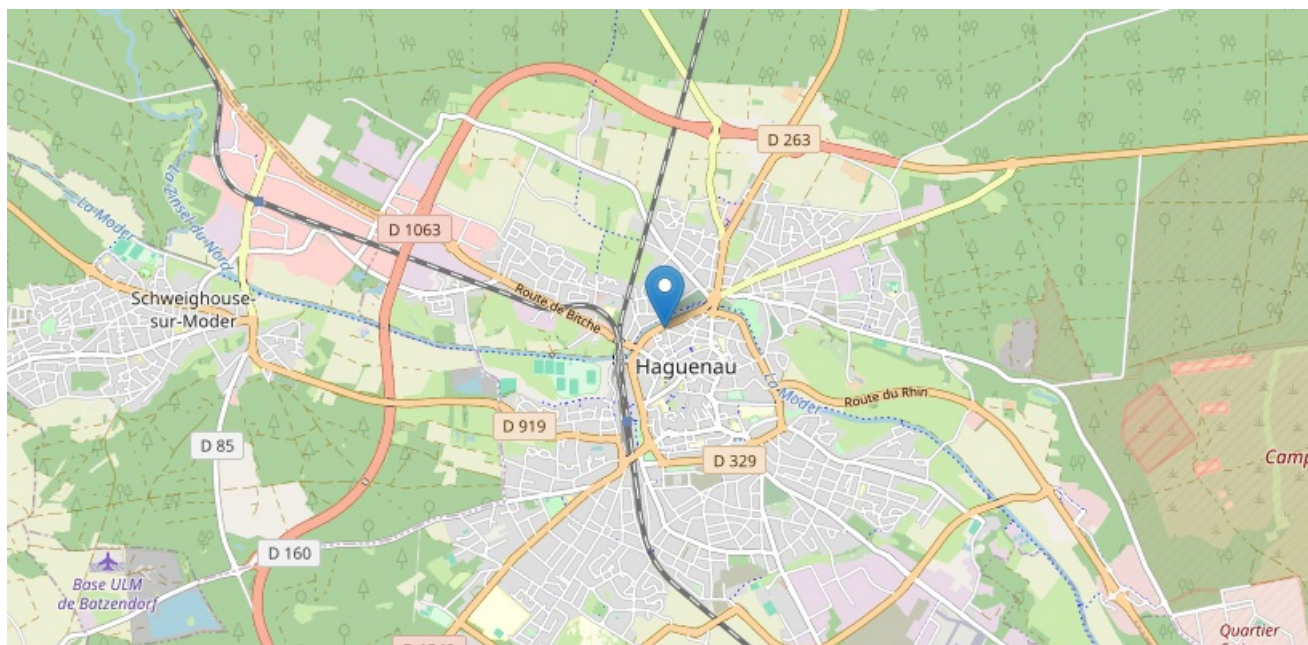 D 263
La Moder
La Zinsel du Nord
D 1063
Schweighouse-
sur-Moder
Route de Bitche
Haguenau
La Moder
Route du Rhin
D 919
D 85
D 329
Camp
D 160
Base ULM
de Batzendorf
Quartier